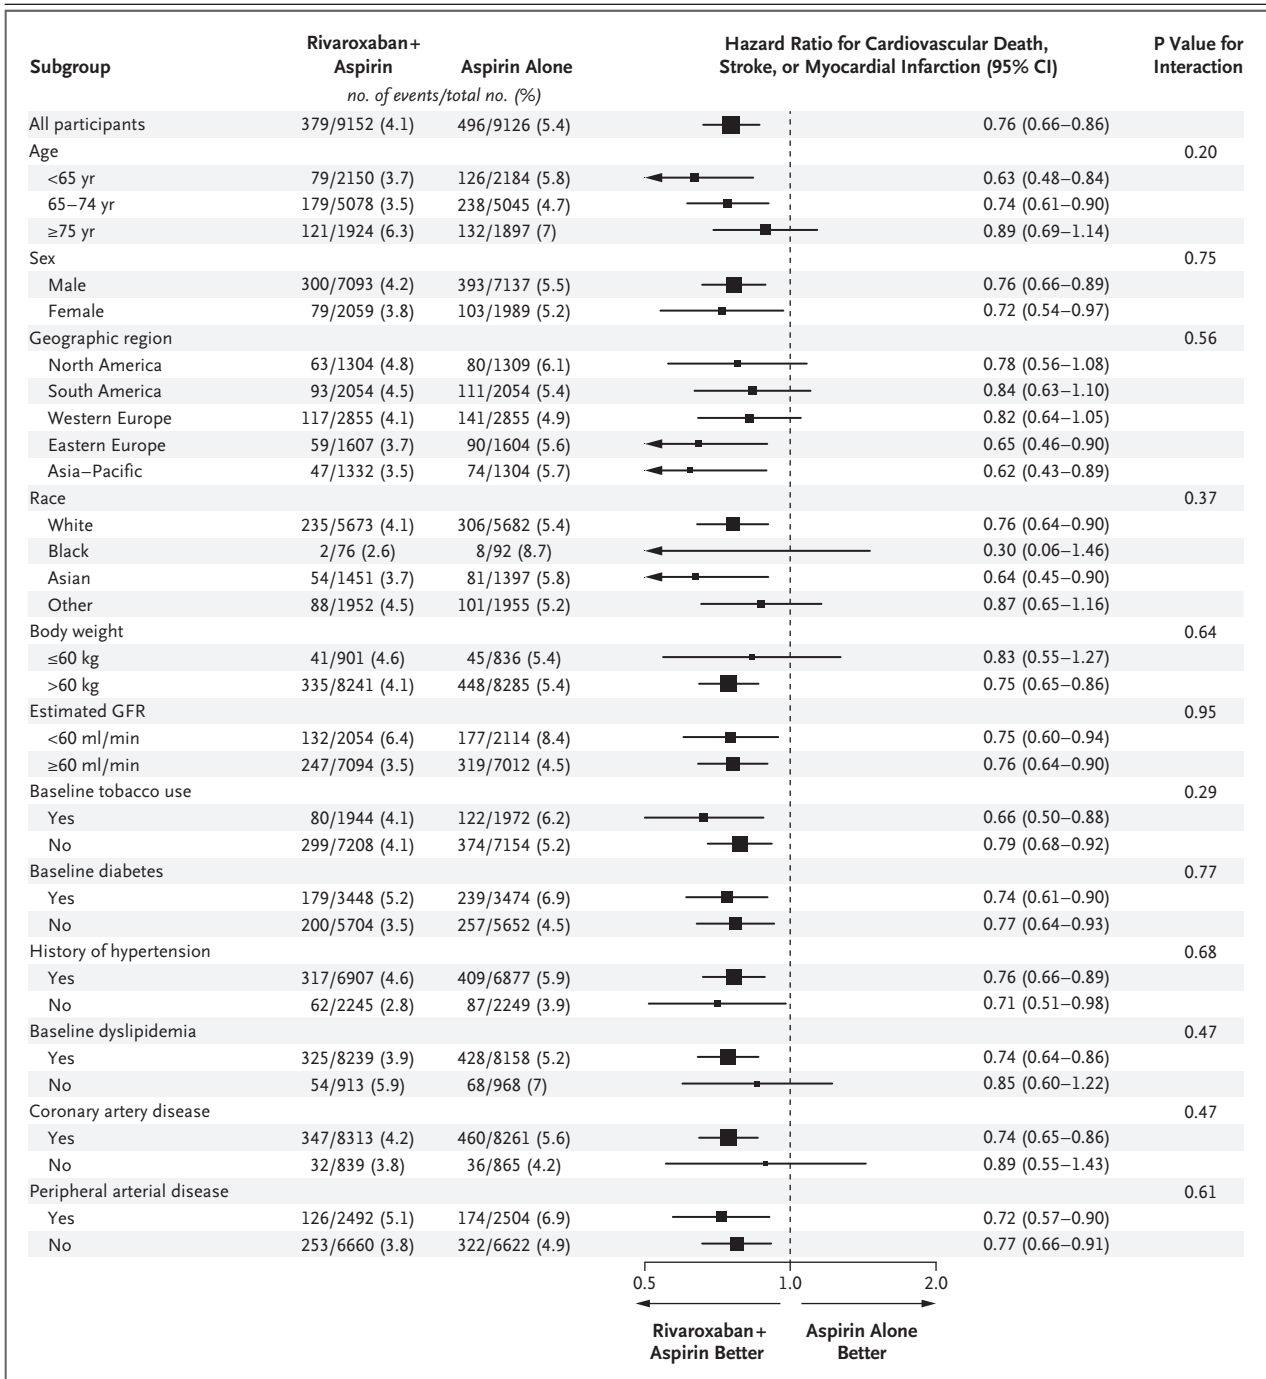 Subgroup Rivaroxaban+ Aspirin Aspirin Alone Hazard Ratio for Cardiovascular Death, Stroke, or Myocardial Infarction (95% CI) P Value for Interaction
no. of events/total no. (%)
All participants 379/9152 (4.1) 496/9126 (5.4) 0.76 (0.66–0.86)
Age 0.20
<65 yr 79/2150 (3.7) 126/2184 (5.8) 0.63 (0.48–0.84)
65–74 yr 179/5078 (3.5) 238/5045 (4.7) 0.74 (0.61–0.90)
≥75 yr 121/1924 (6.3) 132/1897 (7) 0.89 (0.69–1.14)
Sex 0.75
Male 300/7093 (4.2) 393/7137 (5.5) 0.76 (0.66–0.89)
Female 79/2059 (3.8) 103/1989 (5.2) 0.72 (0.54–0.97)
Geographic region 0.56
North America 63/1304 (4.8) 80/1309 (6.1) 0.78 (0.56–1.08)
South America 93/2054 (4.5) 111/2054 (5.4) 0.84 (0.63–1.10)
Western Europe 117/2855 (4.1) 141/2855 (4.9) 0.82 (0.64–1.05)
Eastern Europe 59/1607 (3.7) 90/1604 (5.6) 0.65 (0.46–0.90)
Asia–Pacific 47/1332 (3.5) 74/1304 (5.7) 0.62 (0.43–0.89)
Race 0.37
White 235/5673 (4.1) 306/5682 (5.4) 0.76 (0.64–0.90)
Black 2/76 (2.6) 8/92 (8.7) 0.30 (0.06–1.46)
Asian 54/1451 (3.7) 81/1397 (5.8) 0.64 (0.45–0.90)
Other 88/1952 (4.5) 101/1955 (5.2) 0.87 (0.65–1.16)
Body weight 0.64
≤60 kg 41/901 (4.6) 45/836 (5.4) 0.83 (0.55–1.27)
>60 kg 335/8241 (4.1) 448/8285 (5.4) 0.75 (0.65–0.86)
Estimated GFR 0.95
<60 ml/min 132/2054 (6.4) 177/2114 (8.4) 0.75 (0.60–0.94)
≥60 ml/min 247/7094 (3.5) 319/7012 (4.5) 0.76 (0.64–0.90)
Baseline tobacco use 0.29
Yes 80/1944 (4.1) 122/1972 (6.2) 0.66 (0.50–0.88)
No 299/7208 (4.1) 374/7154 (5.2) 0.79 (0.68–0.92)
Baseline diabetes 0.77
Yes 179/3448 (5.2) 239/3474 (6.9) 0.74 (0.61–0.90)
No 200/5704 (3.5) 257/5652 (4.5) 0.77 (0.64–0.93)
History of hypertension 0.68
Yes 317/6907 (4.6) 409/6877 (5.9) 0.76 (0.66–0.89)
No 62/2245 (2.8) 87/2249 (3.9) 0.71 (0.51–0.98)
Baseline dyslipidemia 0.47
Yes 325/8239 (3.9) 428/8158 (5.2) 0.74 (0.64–0.86)
No 54/913 (5.9) 68/968 (7) 0.85 (0.60–1.22)
Coronary artery disease 0.47
Yes 347/8313 (4.2) 460/8261 (5.6) 0.74 (0.65–0.86)
No 32/839 (3.8) 36/865 (4.2) 0.89 (0.55–1.43)
Peripheral arterial disease 0.61
Yes 126/2492 (5.1) 174/2504 (6.9) 0.72 (0.57–0.90)
No 253/6660 (3.8) 322/6622 (4.9) 0.77 (0.66–0.91)
0.5 1.0 2.0
Rivaroxaban+ Aspirin Better Aspirin Alone Better